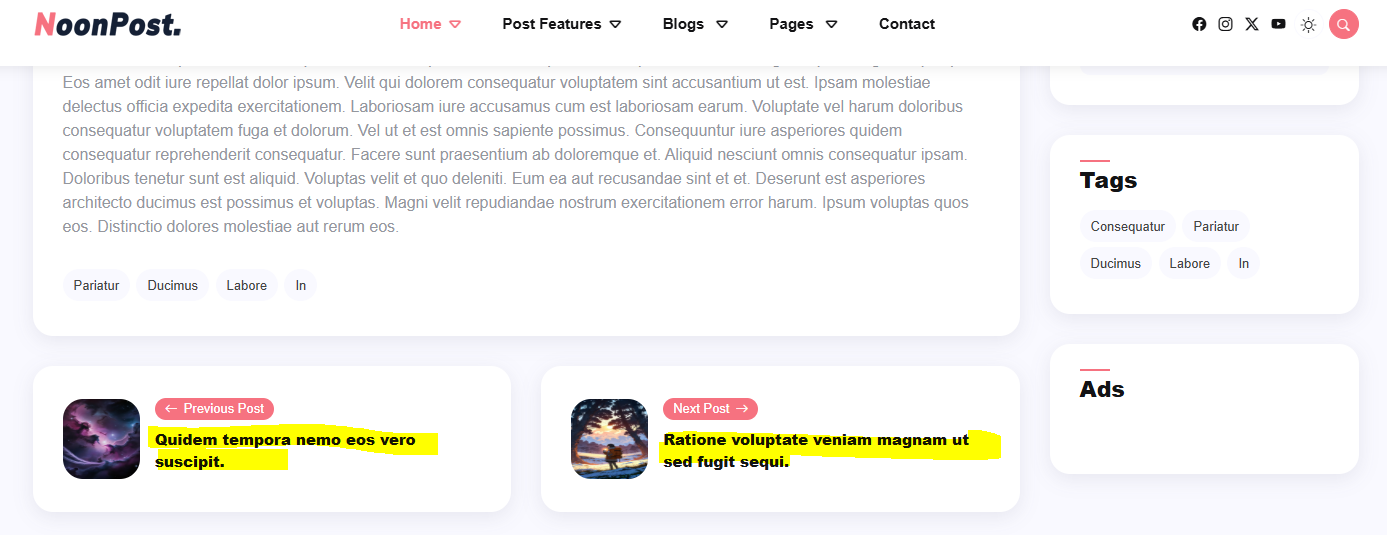 NoonPost.
Home
Post Features
Blogs
Pages
Contact
Eos amet odit iure repellat dolor ipsum. Velit qui dolorem consequatur voluptatem sint accusantium ut est. Ipsam molestiae
delectus officia expedita exercitationem. Laboriosam iure accusamus cum est laboriosam earum. Voluptate vel harum doloribus
consequatur voluptatem fuga et dolorum. Vel ut et est omnis sapiente possimus. Consequuntur iure asperiores quidem
consequatur reprehenderit consequatur. Facere sunt praesentium ab doloremque et. Aliquid nesciunt omnis consequatur ipsam.
Doloribus tenetur sunt est aliquid. Voluptas velit et quo deleniti. Eum ea aut recusandae sint et et. Deserunt est asperiores
architecto ducimus est possimus et voluptas. Magni velit repudiandae nostrum exercitationem error harum. Ipsum voluptas quos
eos. Distinctio dolores molestiae aut rerum eos.
Pariatur
Ducimus
Labore
In
Previous Post
Quidem tempora nemo eos vero
suscipit.
Next Post
Ratione voluptate veniam magnam ut
sed fugit sequi.
Tags
Consequatur
Pariatur
Ducimus
Labore
In
Ads